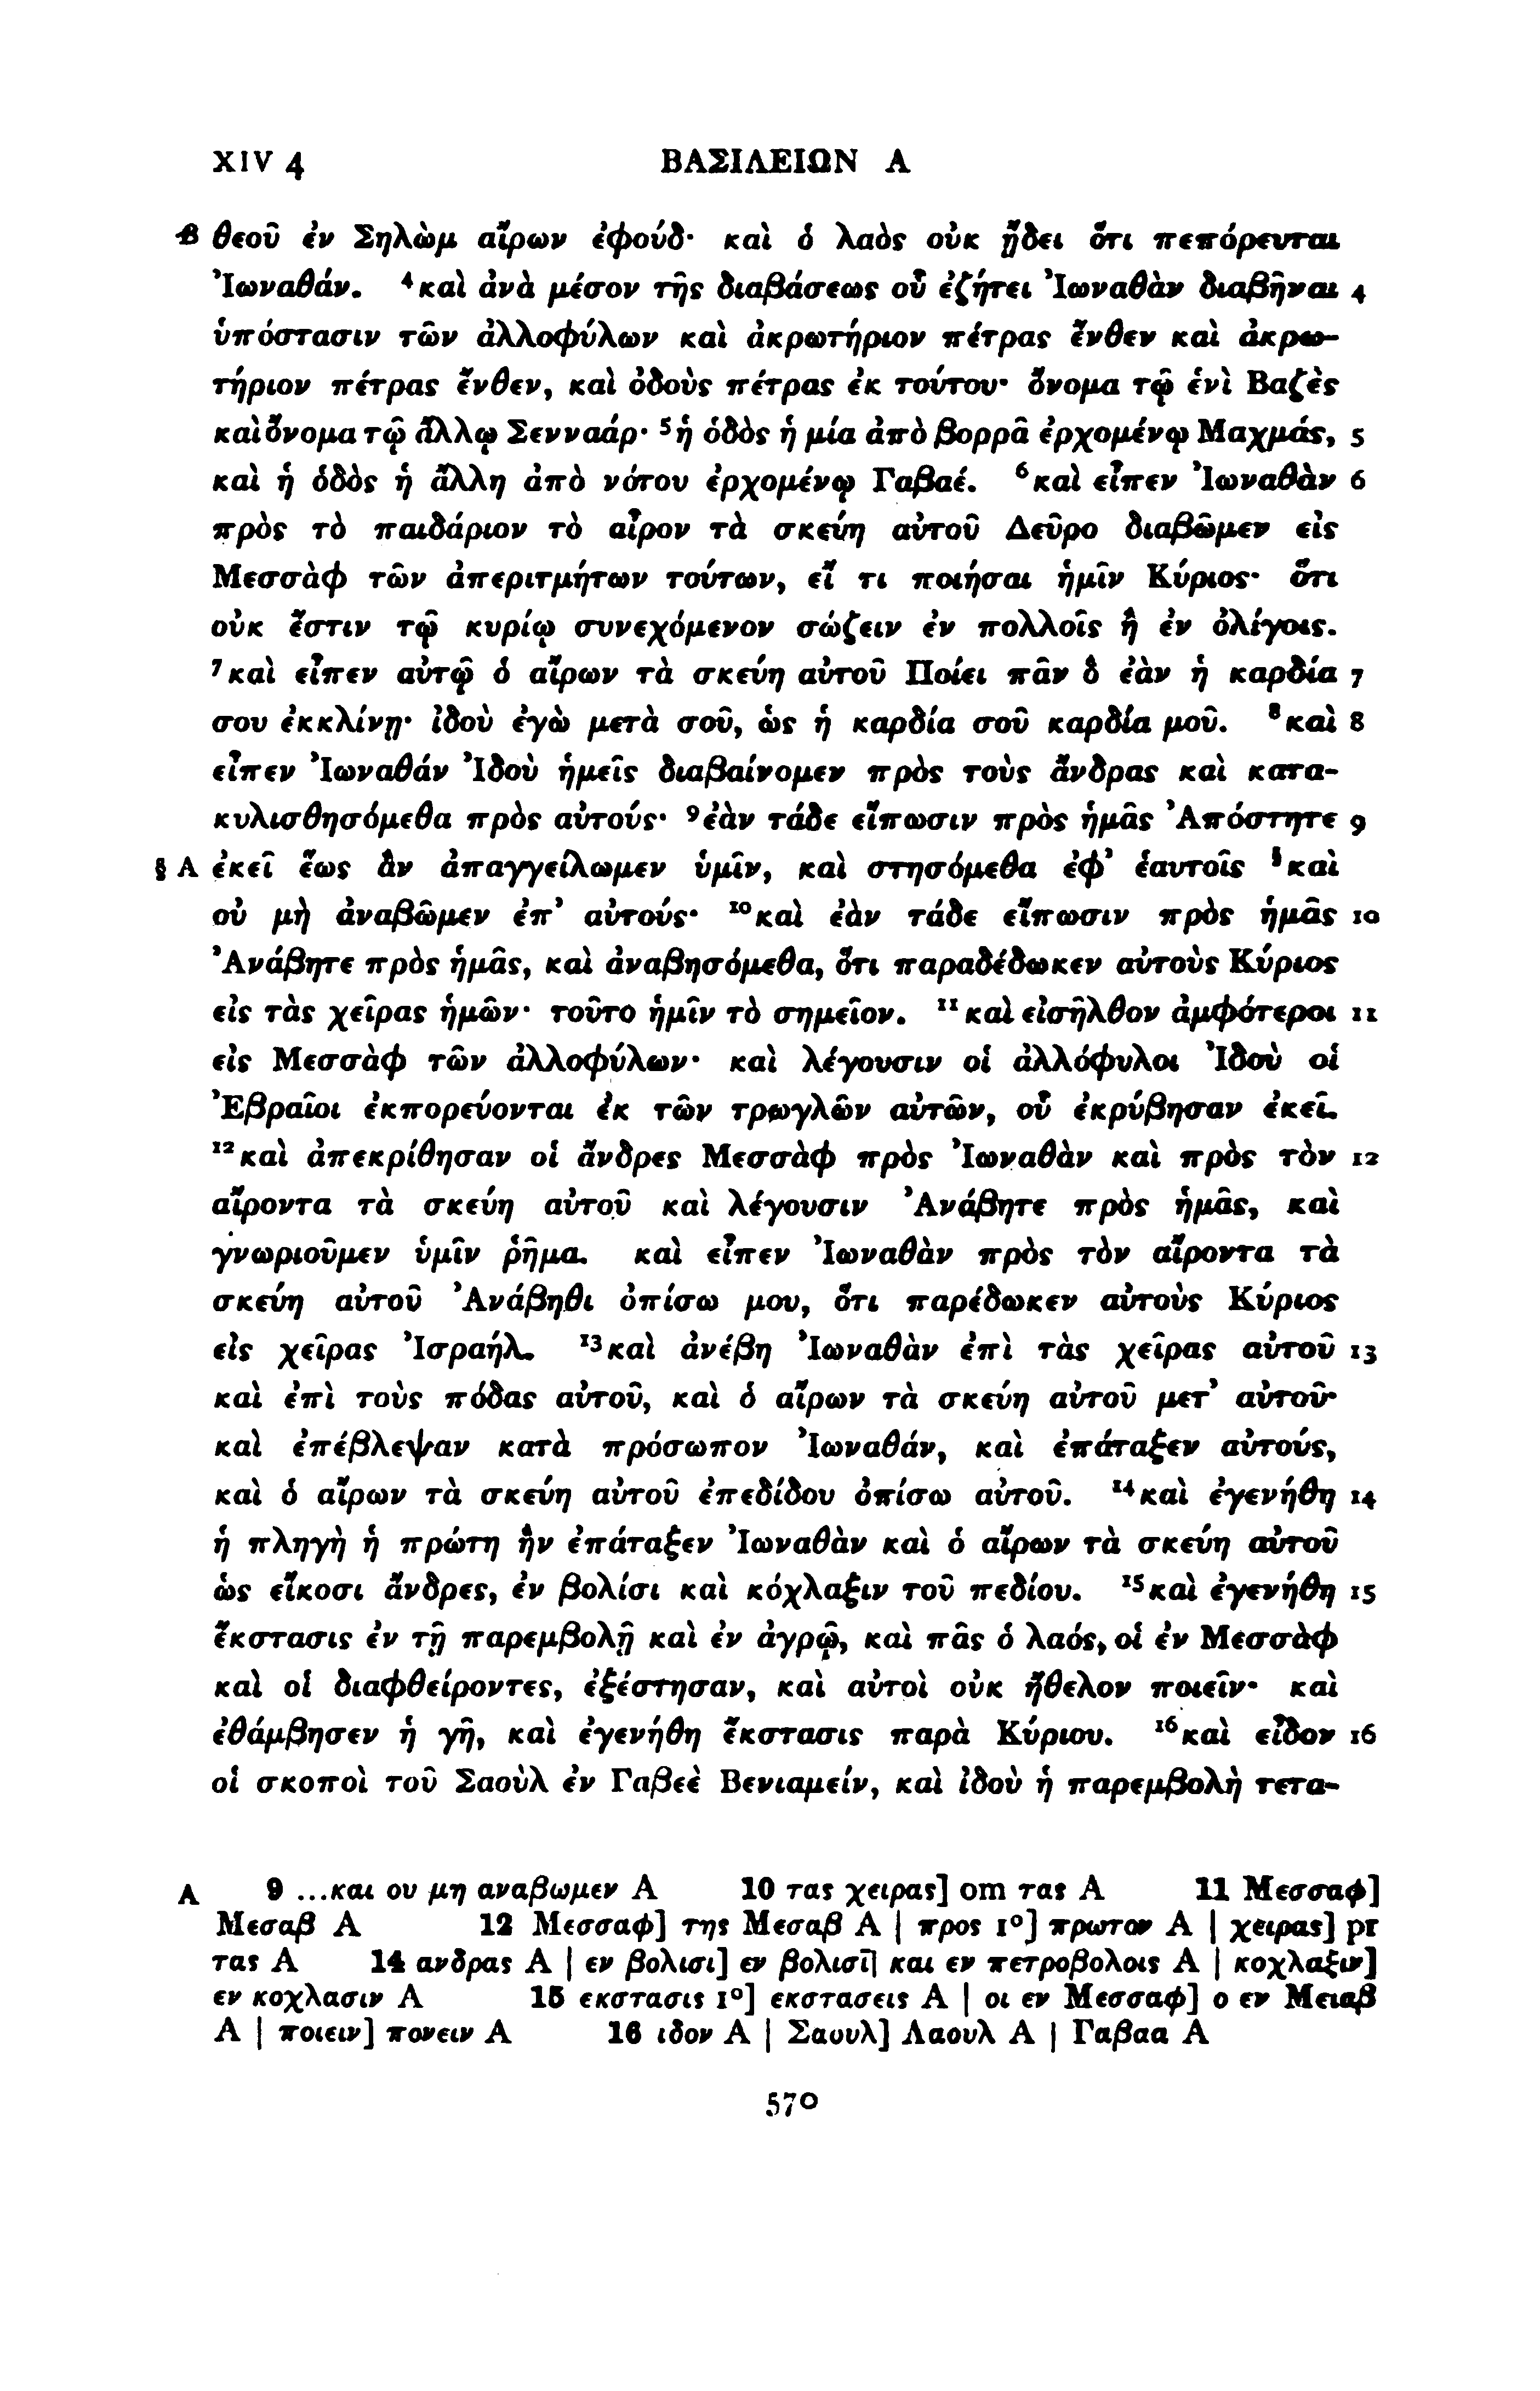 XIV 4 ΒΑΣΙΛΕΙΩΝ Α
B θεοῦ ἐν Σηλὼμ αἴρων ἐφούδ· καὶ ὁ λαὸς οὐκ ᾔδει ὅτι πεπόρευται
Ἰωναθάν. ⁴καὶ ἀνὰ μέσον τῆς διαβάσεως οὗ ἐζήτει Ἰωναθὰν διαβῆναι 4
ὑπόστασιν τῶν ἀλλοφύλων καὶ ἀκρωτήριον πέτρας ἔνθεν καὶ ἀκρω-
τήριον πέτρας ἔνθεν, καὶ ὁδοὺς πέτρας ἐκ τούτου· ὄνομα τῷ ἑνὶ Βαζὲς
καὶ ὄνομα τῷ ἄλλῳ Σενναάρ· ⁵ἡ ὁδὸς ἡ μία ἀπὸ βορρᾶ ἐρχομένῳ Μαχμάς, 5
καὶ ἡ ὁδὸς ἡ ἄλλη ἀπὸ νότου ἐρχομένῳ Γαβαέ. ⁶καὶ εἶπεν Ἰωναθὰν 6
πρὸς τὸ παιδάριον τὸ αἶρον τὰ σκεύη αὐτοῦ Δεῦρο διαβῶμεν εἰς
Μεσσὰφ τῶν ἀπεριτμήτων τούτων, εἴ τι ποιήσαι ἡμῖν Κύριος· ὅτι
οὐκ ἔστιν τῷ κυρίῳ συνεχόμενον σώζειν ἐν πολλοῖς ἢ ἐν ὀλίγοις.
⁷καὶ εἶπεν αὐτῷ ὁ αἴρων τὰ σκεύη αὐτοῦ Ποίει πᾶν ὃ ἐὰν ἡ καρδία 7
σου ἐκκλίνῃ· ἰδοὺ ἐγὼ μετὰ σοῦ, ὡς ἡ καρδία σοῦ καρδία μοῦ. ⁸καὶ 8
εἶπεν Ἰωναθάν Ἰδοὺ ἡμεῖς διαβαίνομεν πρὸς τοὺς ἄνδρας καὶ κατα-
κυλισθησόμεθα πρὸς αὐτούς· ⁹ἐὰν τάδε εἴπωσιν πρὸς ἡμᾶς Ἀπόστητε 9
§ A ἐκεῖ ἕως ἂν ἀπαγγείλωμεν ὑμῖν, καὶ στησόμεθα ἐφ’ ἑαυτοῖς §καὶ
οὐ μὴ ἀναβῶμεν ἐπ’ αὐτούς· ¹⁰καὶ ἐὰν τάδε εἴπωσιν πρὸς ἡμᾶς 10
Ἀνάβητε πρὸς ἡμᾶς, καὶ ἀναβησόμεθα, ὅτι παραδέδωκεν αὐτοὺς Κύριος
εἰς τὰς χεῖρας ἡμῶν· τοῦτο ἡμῖν τὸ σημεῖον. ¹¹καὶ εἰσῆλθον ἀμφότεροι 11
εἰς Μεσσὰφ τῶν ἀλλοφύλων· καὶ λέγουσιν οἱ ἀλλόφυλοι Ἰδοὺ οἱ
Ἑβραῖοι ἐκπορεύονται ἐκ τῶν τρωγλῶν αὐτῶν, οὗ ἐκρύβησαν ἐκεῖ.
¹²καὶ ἀπεκρίθησαν οἱ ἄνδρες Μεσσὰφ πρὸς Ἰωναθὰν καὶ πρὸς τὸν 12
αἴροντα τὰ σκεύη αὐτοῦ καὶ λέγουσιν Ἀνάβητε πρὸς ἡμᾶς, καὶ
γνωριοῦμεν ὑμῖν ῥῆμα. καὶ εἶπεν Ἰωναθὰν πρὸς τὸν αἴροντα τὰ
σκεύη αὐτοῦ Ἀνάβηθι ὀπίσω μου, ὅτι παρέδωκεν αὐτοὺς Κύριος
εἰς χεῖρας Ἰσραήλ. ¹³καὶ ἀνέβη Ἰωναθὰν ἐπὶ τὰς χεῖρας αὐτοῦ 13
καὶ ἐπὶ τοὺς πόδας αὐτοῦ, καὶ ὁ αἴρων τὰ σκεύη αὐτοῦ μετ’ αὐτοῦ·
καὶ ἐπέβλεψαν κατὰ πρόσωπον Ἰωναθάν, καὶ ἐπάταξεν αὐτούς,
καὶ ὁ αἴρων τὰ σκεύη αὐτοῦ ἐπεδίδου ὀπίσω αὐτοῦ. ¹⁴καὶ ἐγενήθη 14
ἡ πληγὴ ἡ πρώτη ἣν ἐπάταξεν Ἰωναθὰν καὶ ὁ αἴρων τὰ σκεύη αὐτοῦ
ὡς εἴκοσι ἄνδρες, ἐν βολίσι καὶ κόχλαξιν τοῦ πεδίου. ¹⁵καὶ ἐγενήθη 15
ἔκστασις ἐν τῇ παρεμβολῇ καὶ ἐν ἀγρῷ, καὶ πᾶς ὁ λαός, οἱ ἐν Μεσσὰφ
καὶ οἱ διαφθείροντες, ἐξέστησαν, καὶ αὐτοὶ οὐκ ἤθελον ποιεῖν· καὶ
ἐθάμβησεν ἡ γῆ, καὶ ἐγενήθη ἔκστασις παρὰ Κύριου. ¹⁶καὶ εἶδον 16
οἱ σκοποὶ τοῦ Σαοὺλ ἐν Γαβεὲ Βενιαμείν, καὶ ἰδοὺ ἡ παρεμβολὴ τετα-
A 9 ...και ου μη αναβωμεν A 10 τας χειρας] om τας A 11 Μεσσαφ]
Μεσαβ A 12 Μεσσαφ] της Μεσαβ A | προς 1°] πρωτον A | χειρας] pr
τας A 14 ανδρας A | εν βολισι] εν βολισῑ| και εν πετροβολοις A | κοχλαξιν]
εν κοχλασιν A 15 εκστασις 1°] εκστασεις A | οι εν Μεσσαφ] ο εν Μειαβ
A | ποιειν] πονειν A 16 ιδον A | Σαουλ] Λαουλ A | Γαβαα A
570